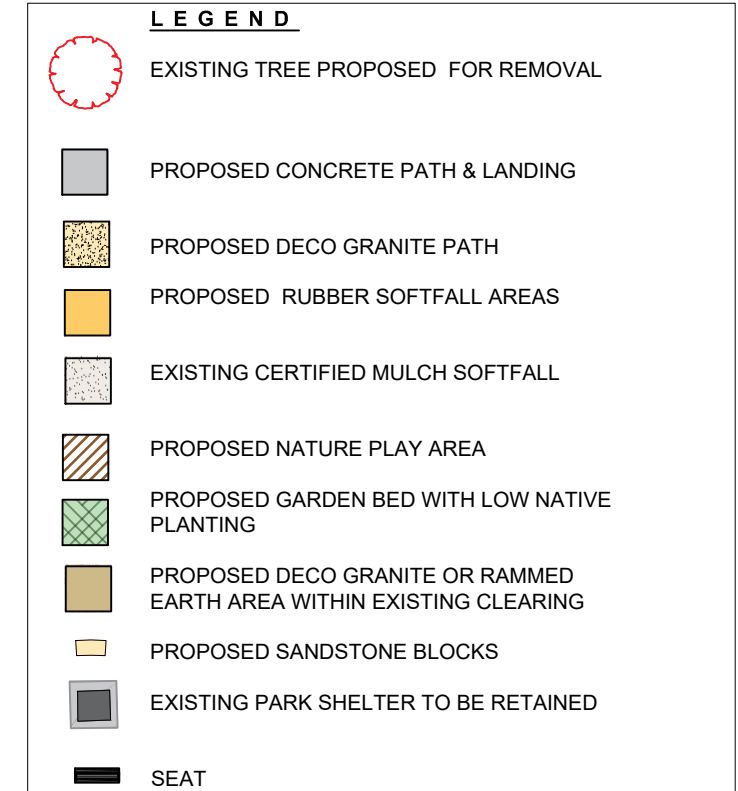 LEGEND
EXISTING TREE PROPOSED FOR REMOVAL
PROPOSED CONCRETE PATH & LANDING
PROPOSED DECO GRANITE PATH
PROPOSED RUBBER SOFTFALL AREAS
EXISTING CERTIFIED MULCH SOFTFALL
PROPOSED NATURE PLAY AREA
PROPOSED GARDEN BED WITH LOW NATIVE
PLANTING
PROPOSED DECO GRANITE OR RAMMED
EARTH AREA WITHIN EXISTING CLEARING
PROPOSED SANDSTONE BLOCKS
EXISTING PARK SHELTER TO BE RETAINED
SEAT